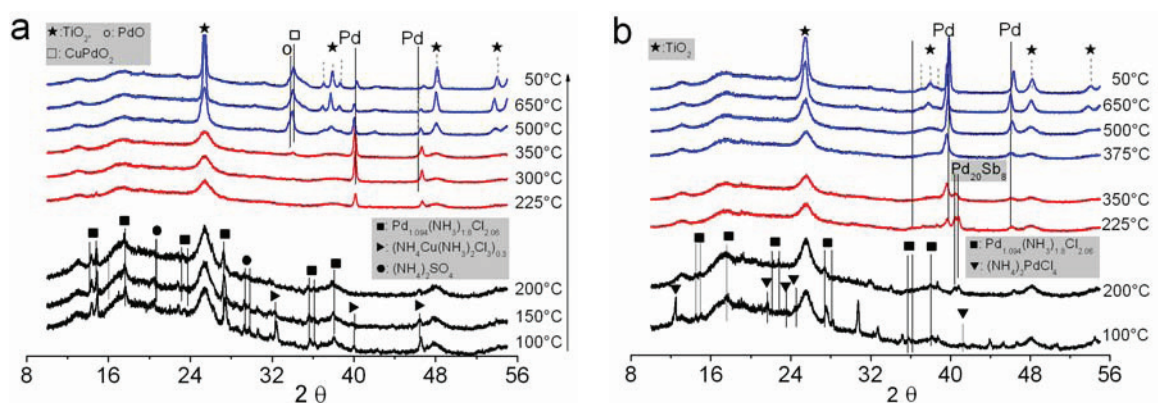 a
★:TiO₂, o: PdO
□: CuPdO₂
★
o
□
★
Pd
Pd
★
★
50°C
650°C
500°C
350°C
300°C
225°C
■: Pd₁.₀₉₄(NH₃)₁.₈Cl₂.₀₆
►: (NH₄Cu(NH₃)₂Cl₃)₀.₃
●: (NH₄)₂SO₄
200°C
150°C
100°C
10 16 24 32 40 48 56
2 θ
b
★:TiO₂
★
★
Pd
Pd
★
★
50°C
650°C
500°C
375°C
Pd₂₀Sb₈
350°C
225°C
■: Pd₁.₀₉₄(NH₃)₁.₈Cl₂.₀₆
▼: (NH₄)₂PdCl₄
200°C
100°C
8 16 24 32 40 48 56
2 θ